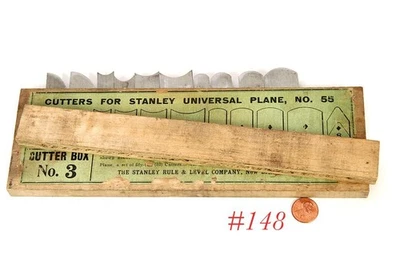 CUTTERS FOR STANLEY UNIVERSAL PLANE, NO. 55
CUTTER BOX
No. 3
THE STANLEY RULE & LEVEL COMPANY,
#148